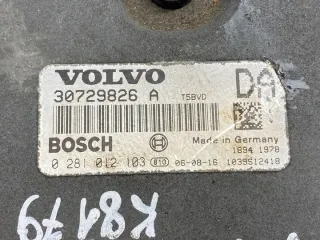 VOLVO
DA
30729826 A T5BVD
BOSCH
Made in Germany
1894 1978
0 281 012 103 06-08-16 1039S12418
K81 79